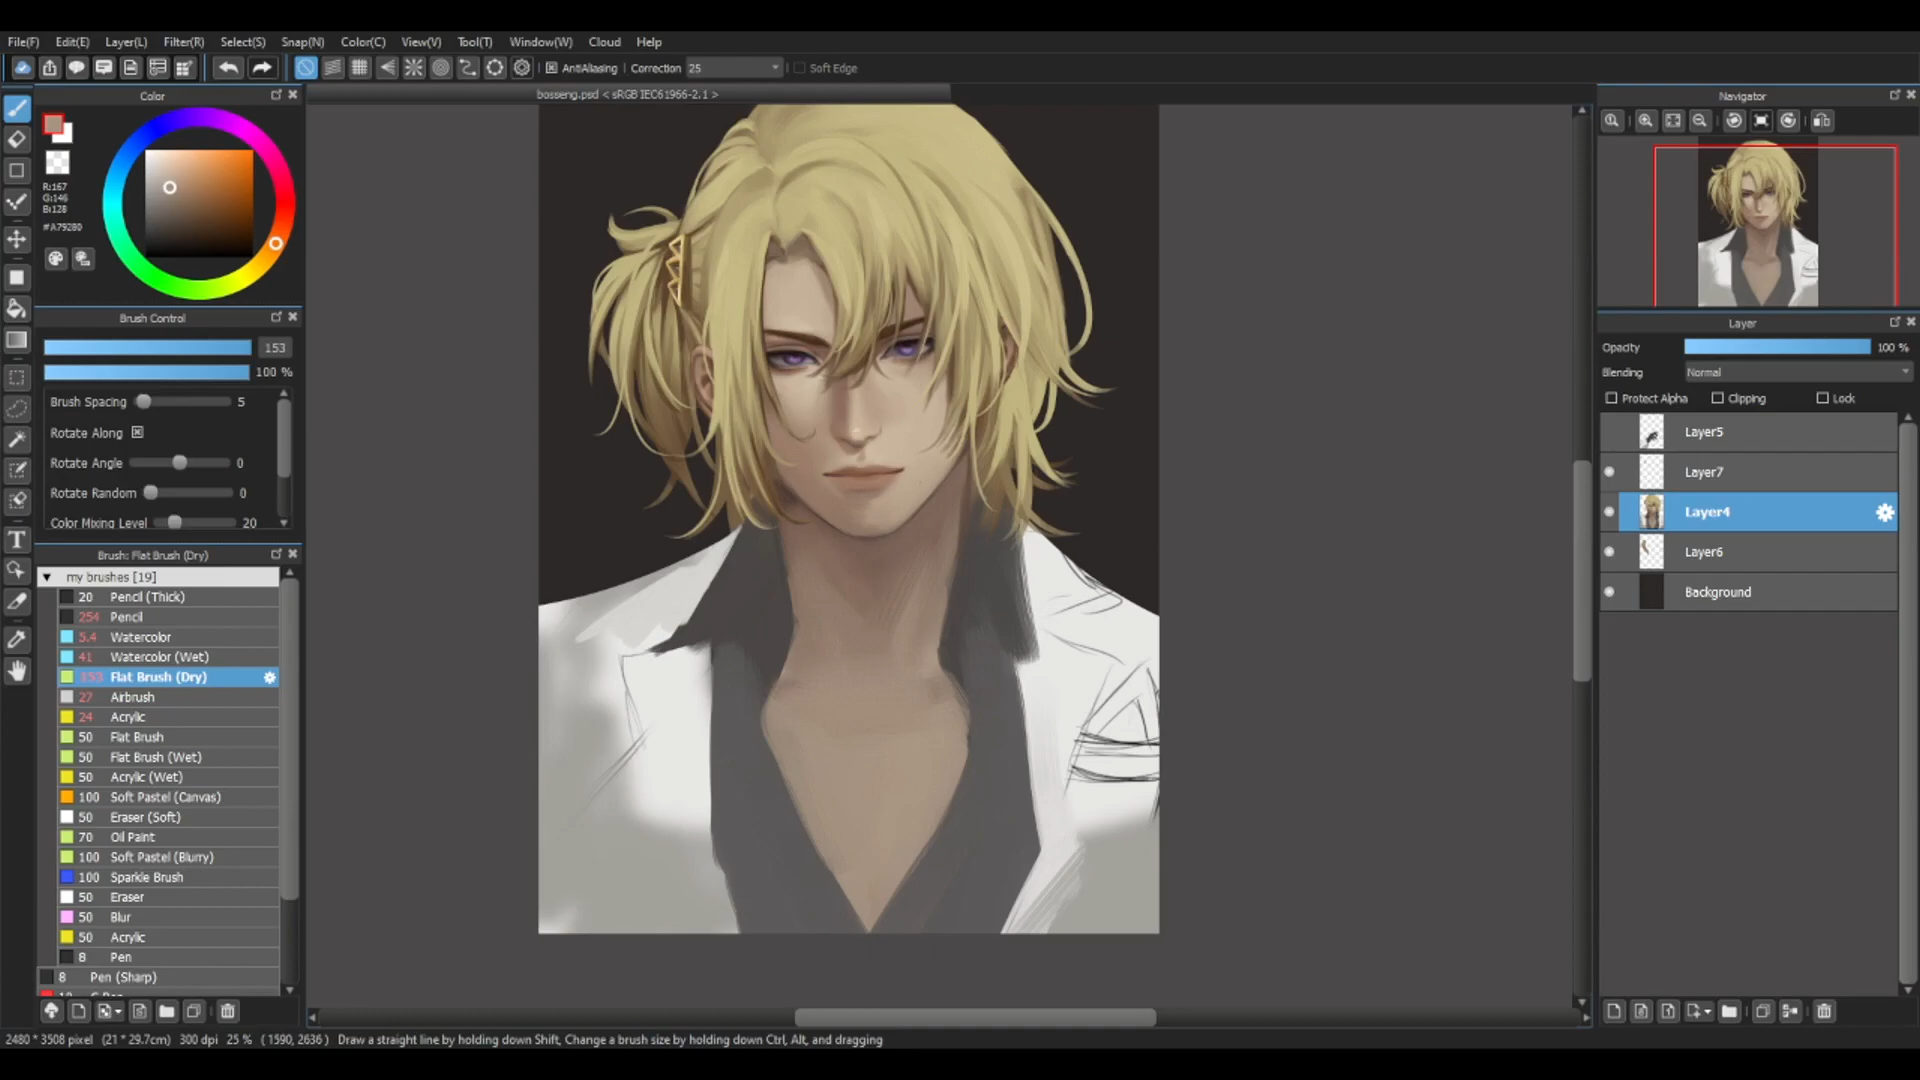 File(F) Edit(E) Layer(L) Filter(R) Select(S) Snap(N) Color(C) View(V) Tool(T) Window(W) Cloud Help
AntiAliasing Correction 25 Soft Edge
Color
bosseng.psd < sRGB IEC61966-2.1 >
Navigator
R:167
G:146
B:128
#A79280
Brush Control
153
100 %
Brush Spacing 5
Rotate Along
Rotate Angle 0
Rotate Random 0
Color Mixing Level 20
Brush: Flat Brush (Dry)
my brushes [19]
20 Pencil (Thick)
254 Pencil
5.4 Watercolor
41 Watercolor (Wet)
153 Flat Brush (Dry)
27 Airbrush
24 Acrylic
50 Flat Brush
50 Flat Brush (Wet)
50 Acrylic (Wet)
100 Soft Pastel (Canvas)
50 Eraser (Soft)
70 Oil Paint
100 Soft Pastel (Blurry)
100 Sparkle Brush
50 Eraser
50 Blur
50 Acrylic
8 Pen
8 Pen (Sharp)
Layer
Opacity 100 %
Blending Normal
Protect Alpha Clipping Lock
Layer5
Layer7
Layer4
Layer6
Background
2480 * 3508 pixel (21 * 29.7cm) 300 dpi 25 % ( 1590, 2636 ) Draw a straight line by holding down Shift, Change a brush size by holding down Ctrl, Alt, and dragging